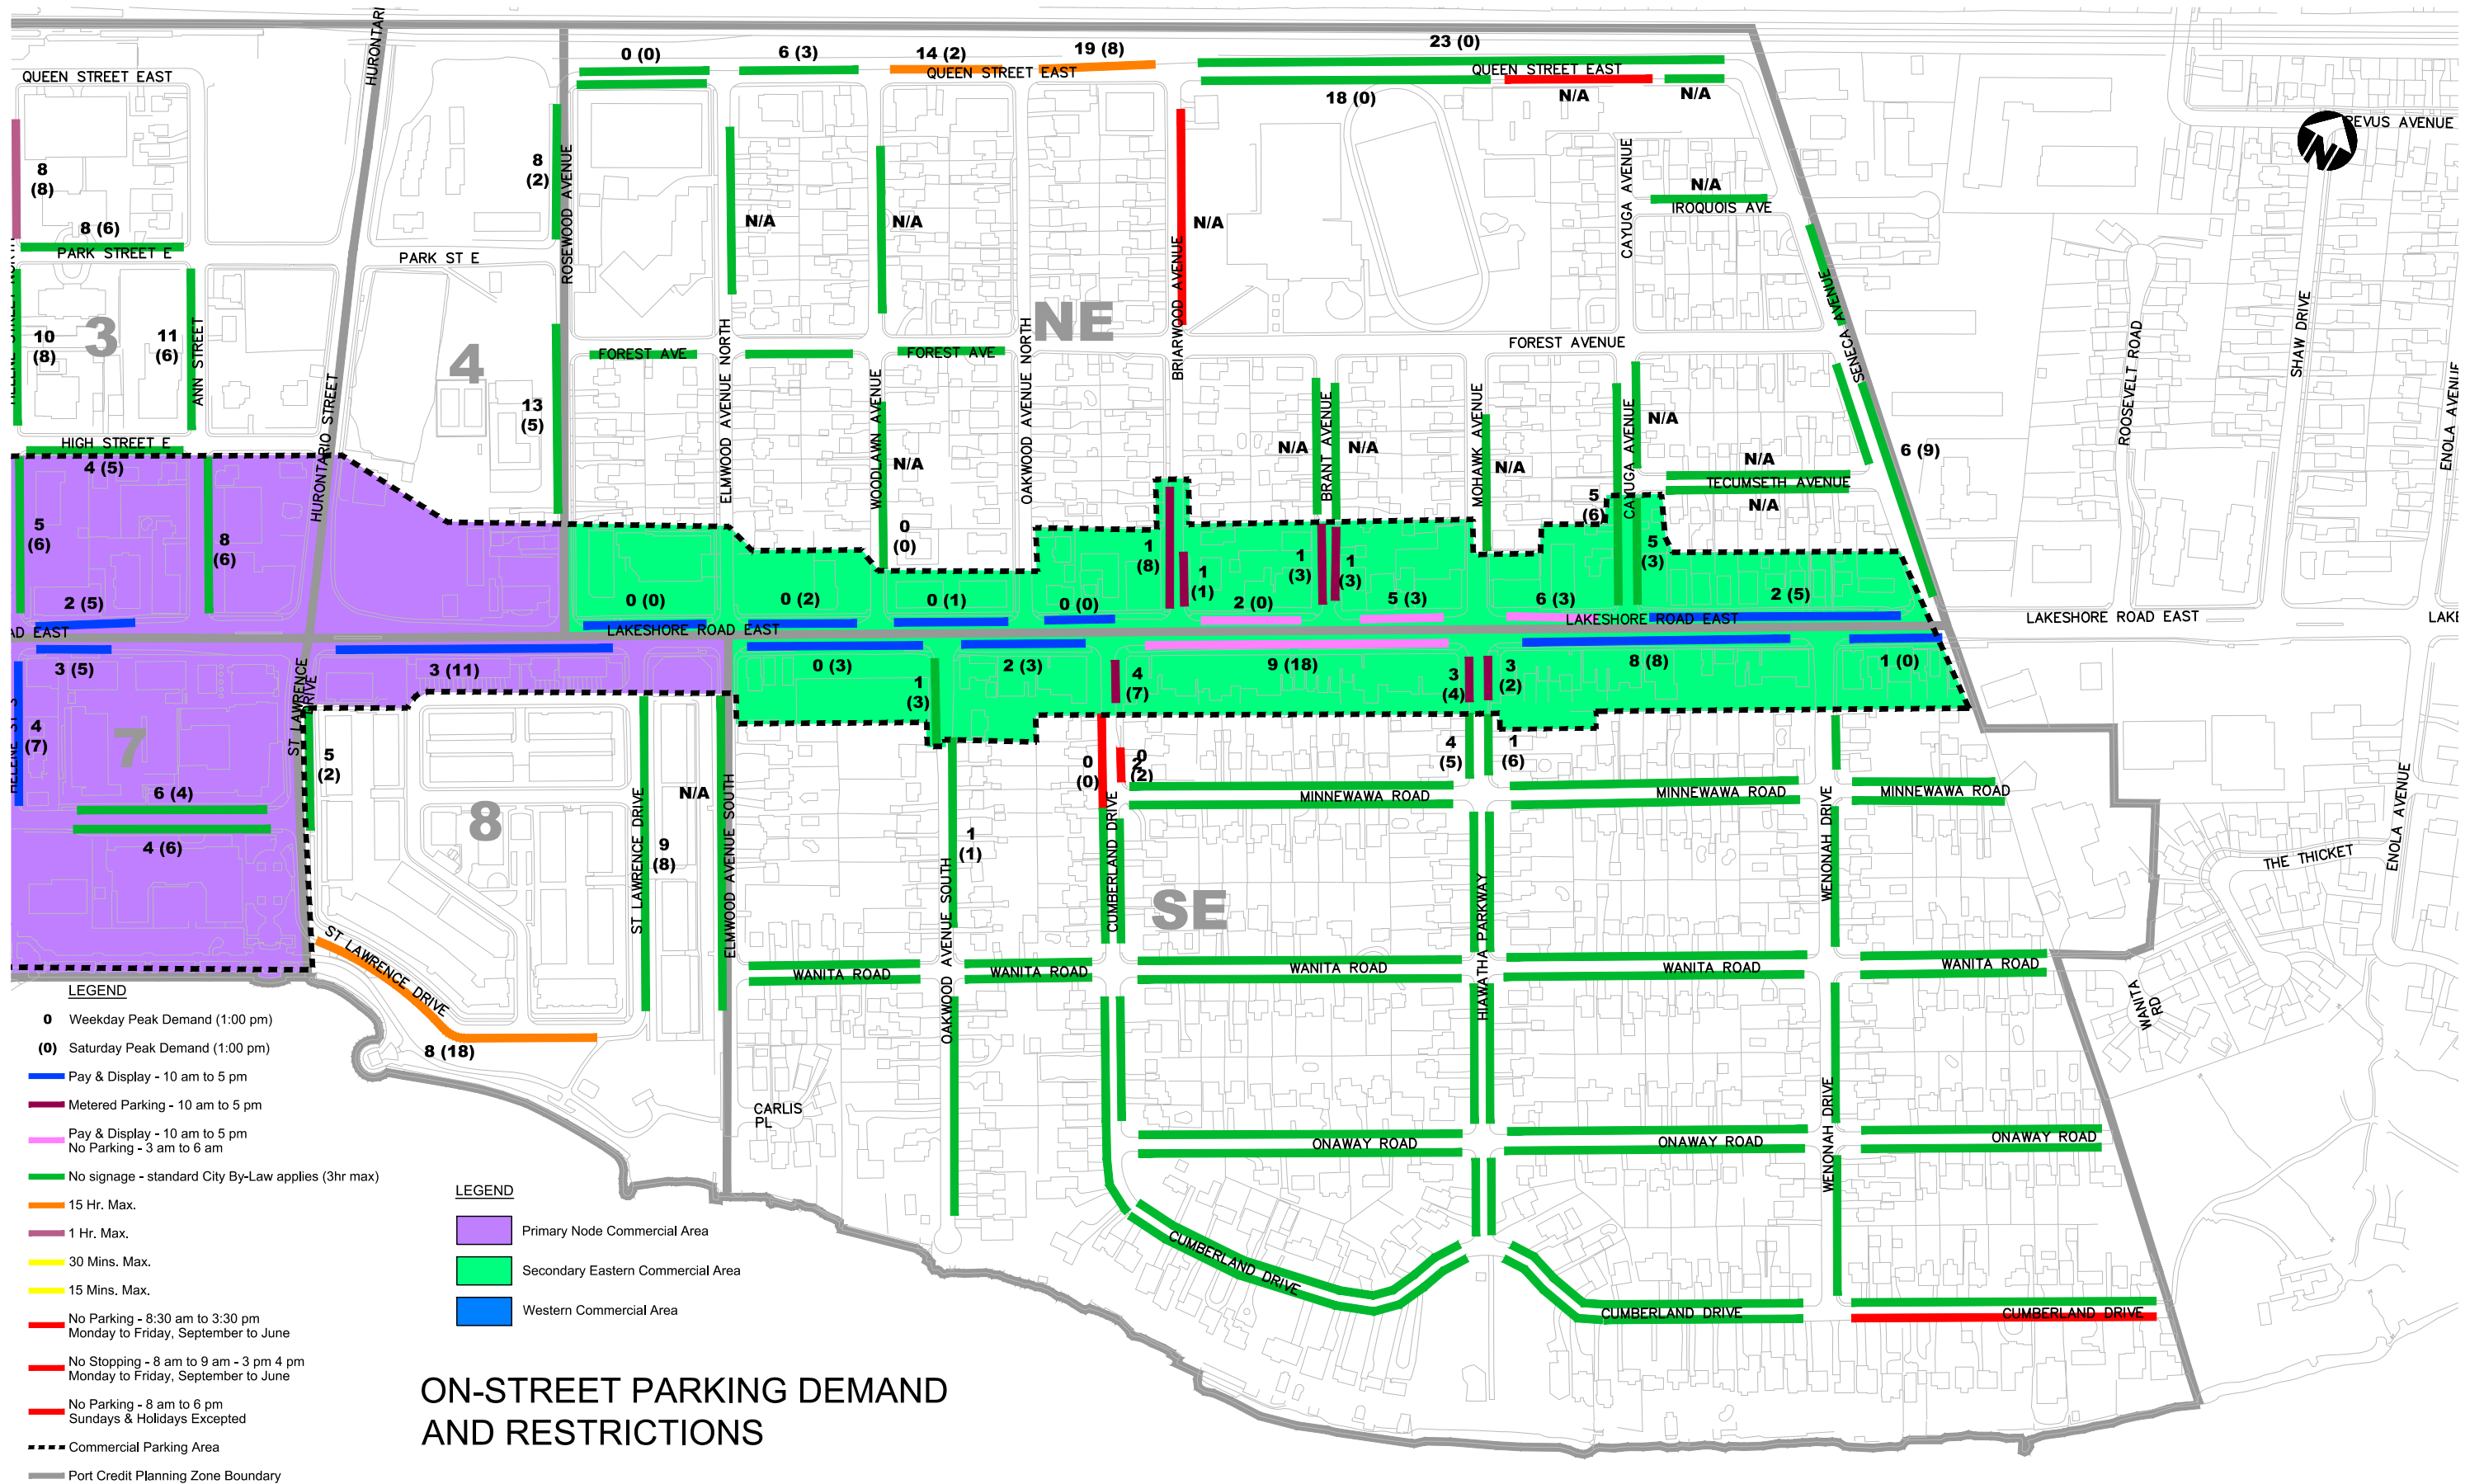 HURONTARI
0 (0)
6 (3)
14 (2)
19 (8)
23 (0)
QUEEN STREET EAST
QUEEN STREET EAST
QUEEN STREET EAST
18 (0)
N/A
N/A
N
REVUS AVENUE
8
(8)
8
(2)
ROSEWOOD AVENUE
N/A
N/A
N/A
BRIARWOOD AVENUE
CAYUGA AVENUE
N/A
IROQUOIS AVE
8 (6)
PARK STREET E
PARK ST E
SENECA AVENUE
10
(8)
3
11
(6)
ANN STREET
HURONTARIO STREET
4
13
(5)
FOREST AVE
ELMWOOD AVENUE NORTH
WOODLAWN AVENUE
FOREST AVE
OAKWOOD AVENUE NORTH
NE
FOREST AVENUE
ROOSEVELT ROAD
SHAW DRIVE
ENOLA AVENUE
HIGH STREET E
4 (5)
N/A
N/A
BRANT AVENUE
N/A
MOHAWK AVENUE
N/A
CAYUGA AVENUE
N/A
N/A
TECUMSETH AVENUE
N/A
6 (9)
5
(6)
8
(6)
0
(0)
1
(8)
1
(1)
1
(3)
1
(3)
5
(6)
5
(3)
2 (5)
0 (0)
0 (2)
0 (1)
0 (0)
2 (0)
5 (3)
6 (3)
2 (5)
AD EAST
LAKESHORE ROAD EAST
LAKESHORE ROAD EAST
LAKESHORE ROAD EAST
LAKE
3 (5)
ST LAWRENCE
DRIVE
3 (11)
0 (3)
1
(3)
2 (3)
4
(7)
9 (18)
3
(4)
3
(2)
8 (8)
1 (0)
HELENE ST S
4
(7)
7
5
(2)
6 (4)
4 (6)
8
ST LAWRENCE DRIVE
9
(8)
N/A
ELMWOOD AVENUE SOUTH
OAKWOOD AVENUE SOUTH
1
(1)
0
(0)
0
2
(2)
CUMBERLAND DRIVE
4
(5)
1
(6)
MINNEWAWA ROAD
MINNEWAWA ROAD
MINNEWAWA ROAD
WENONAH DRIVE
SE
HIAWATHA PARKWAY
THE THICKET
ENOLA AVENUE
WANITA ROAD
WANITA ROAD
WANITA ROAD
WANITA ROAD
WANITA ROAD
WANITA
RD
ST LAWRENCE DRIVE
8 (18)
CARLIS
PL
WENONAH DRIVE
ONAWAY ROAD
ONAWAY ROAD
ONAWAY ROAD
CUMBERLAND DRIVE
CUMBERLAND DRIVE
CUMBERLAND DRIVE
LEGEND
0 Weekday Peak Demand (1:00 pm)
(0) Saturday Peak Demand (1:00 pm)
Pay & Display - 10 am to 5 pm
Metered Parking - 10 am to 5 pm
Pay & Display - 10 am to 5 pm
No Parking - 3 am to 6 am
No signage - standard City By-Law applies (3hr max)
15 Hr. Max.
1 Hr. Max.
30 Mins. Max.
15 Mins. Max.
No Parking - 8:30 am to 3:30 pm
Monday to Friday, September to June
No Stopping - 8 am to 9 am - 3 pm 4 pm
Monday to Friday, September to June
No Parking - 8 am to 6 pm
Sundays & Holidays Excepted
Commercial Parking Area
Port Credit Planning Zone Boundary
LEGEND
Primary Node Commercial Area
Secondary Eastern Commercial Area
Western Commercial Area
ON-STREET PARKING DEMAND
AND RESTRICTIONS